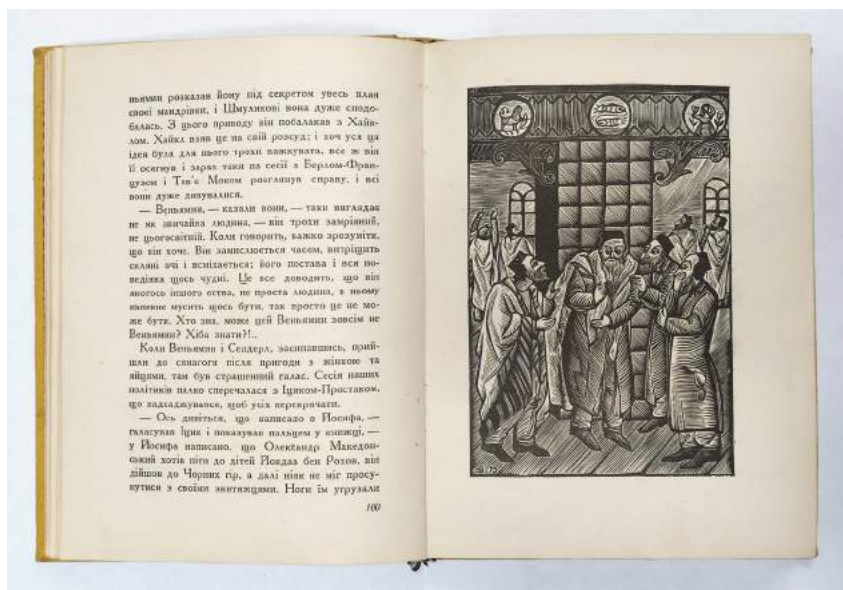 ньямин розказав йому під секретом увесь план
своєї мандрівки, і Шмуликові вона дуже сподо-
балась. З цього приводу він побалакав з Хайк-
лом. Хайкл взяв це на свій розсуд; і хоч уся ця
ідея була для нього трохи важкувата, все ж він
її осягнув і зараз таки на сесії з Берлом-Фран-
цузом і Тев'є Моком розглянув справу, і всі
вони дуже дивувалися.
— Веньямин, — казали вони, — таки виглядає
не як звичайна людина, — він трохи замріяний,
не цьогосвітній. Коли говорить, важко зрозуміти,
що він хоче. Він замислюється часом, витріщить
скляні очі і всміхається; його постава і вся по-
ведінка щось чудні. Це все доводить, що він
якогось іншого єства, не проста людина, в ньому
напевне мусить щось бути, так просто це не мо-
же бути. Хто зна, може цей Веньямин зовсім не
Веньямин? Хіба знати?!..
Коли Веньямин і Сендерл, засипавшись, прий-
шли до синагоги після пригоди з жінкою та
яйцями, там був страшенний галас. Сесія наших
політиків палко сперечалася з Іциком-Простаком,
що надсаджувався, щоб усіх перекричати.
— Ось дивіться, що написано в Йосифа, —
галасував Іцик і показував пальцем у книжці, —
у Йосифа написано, що Олександр Македон-
ський хотів піти до дітей Йовдав бен Рохов, він
дійшов до Чорних гір, а далі ніяк не міг просу-
нутися з своїми звитяжцями. Ноги їм угрузали
100